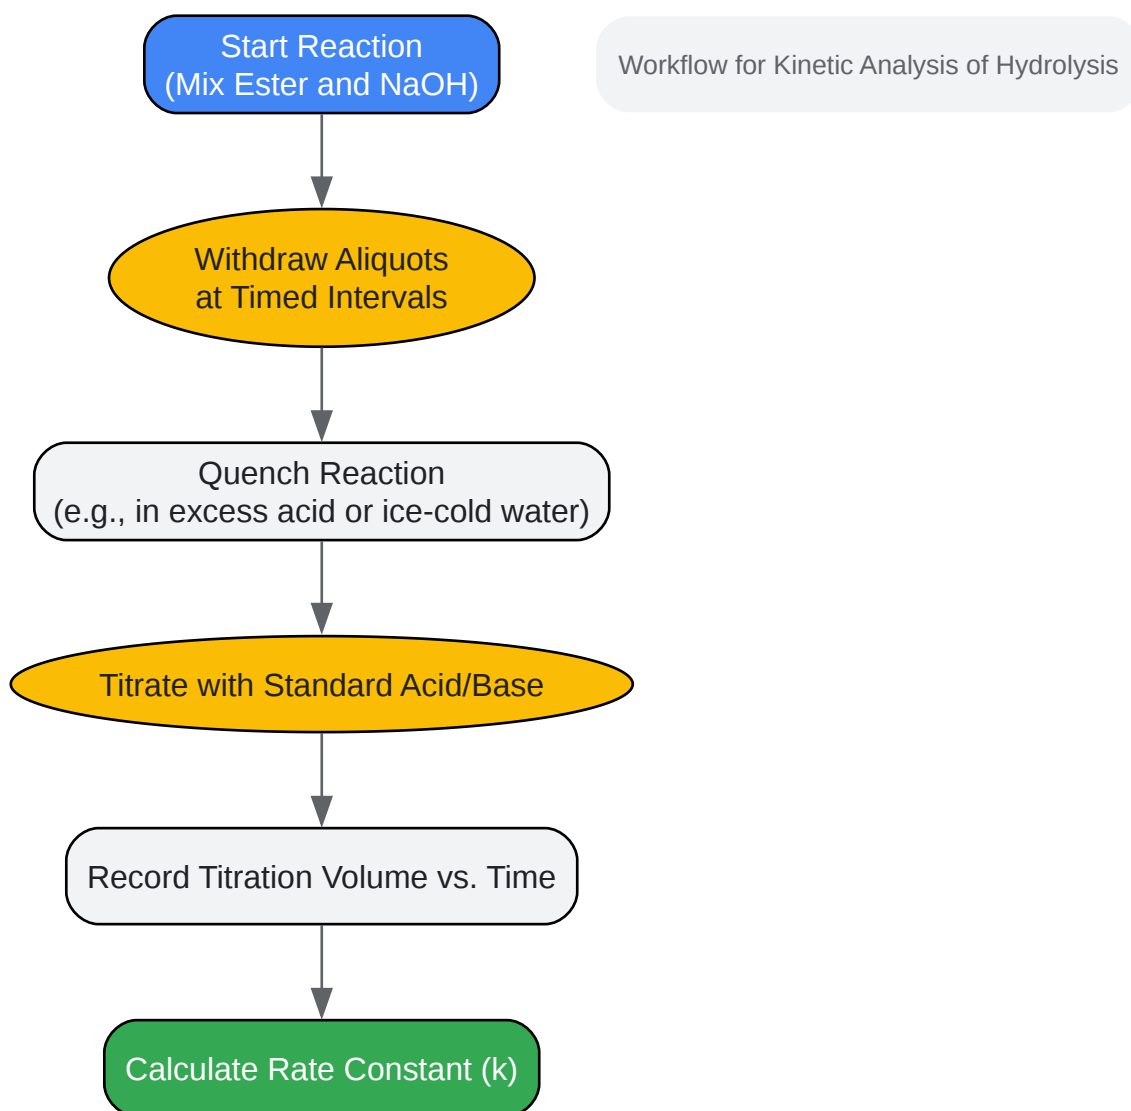 Start Reaction
(Mix Ester and NaOH)
Workflow for Kinetic Analysis of Hydrolysis
Withdraw Aliquots
at Timed Intervals
Quench Reaction
(e.g., in excess acid or ice-cold water)
Titrate with Standard Acid/Base
Record Titration Volume vs. Time
Calculate Rate Constant (k)